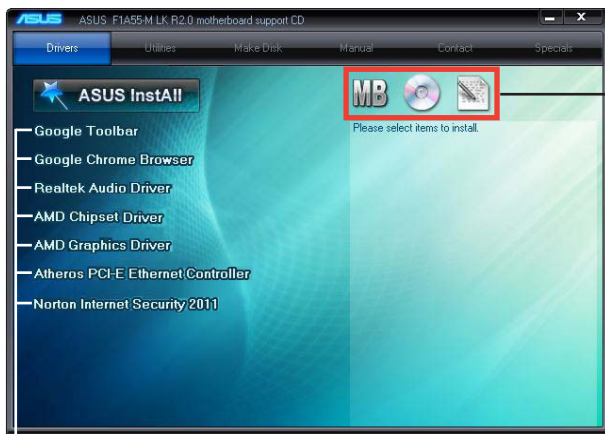 ASUS ASUS F1A55-M LK R2.0 motherboard support CD
Drivers Utilities Make Disk Manual Contact Specials
ASUS InstAll
MB
Please select items to install.
Google Toolbar
Google Chrome Browser
Realtek Audio Driver
AMD Chipset Driver
AMD Graphics Driver
Atheros PCI-E Ethernet Controller
Norton Internet Security 2011